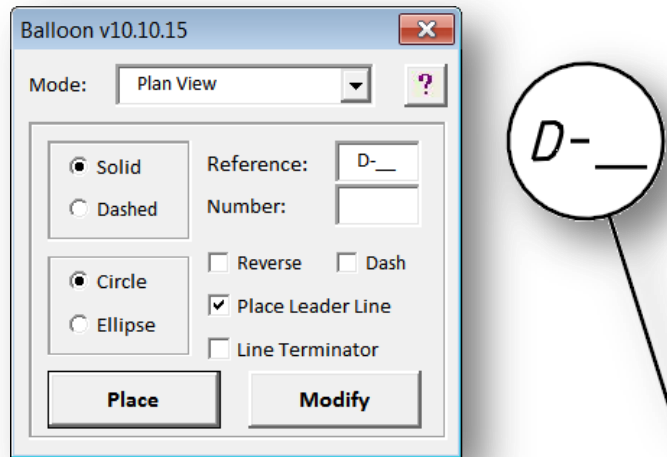 Balloon v10.10.15
Mode: Plan View ?
Solid
Dashed
Reference: D-__
Number:
Circle
Ellipse
Reverse Dash
Place Leader Line
Line Terminator
Place Modify
D-__